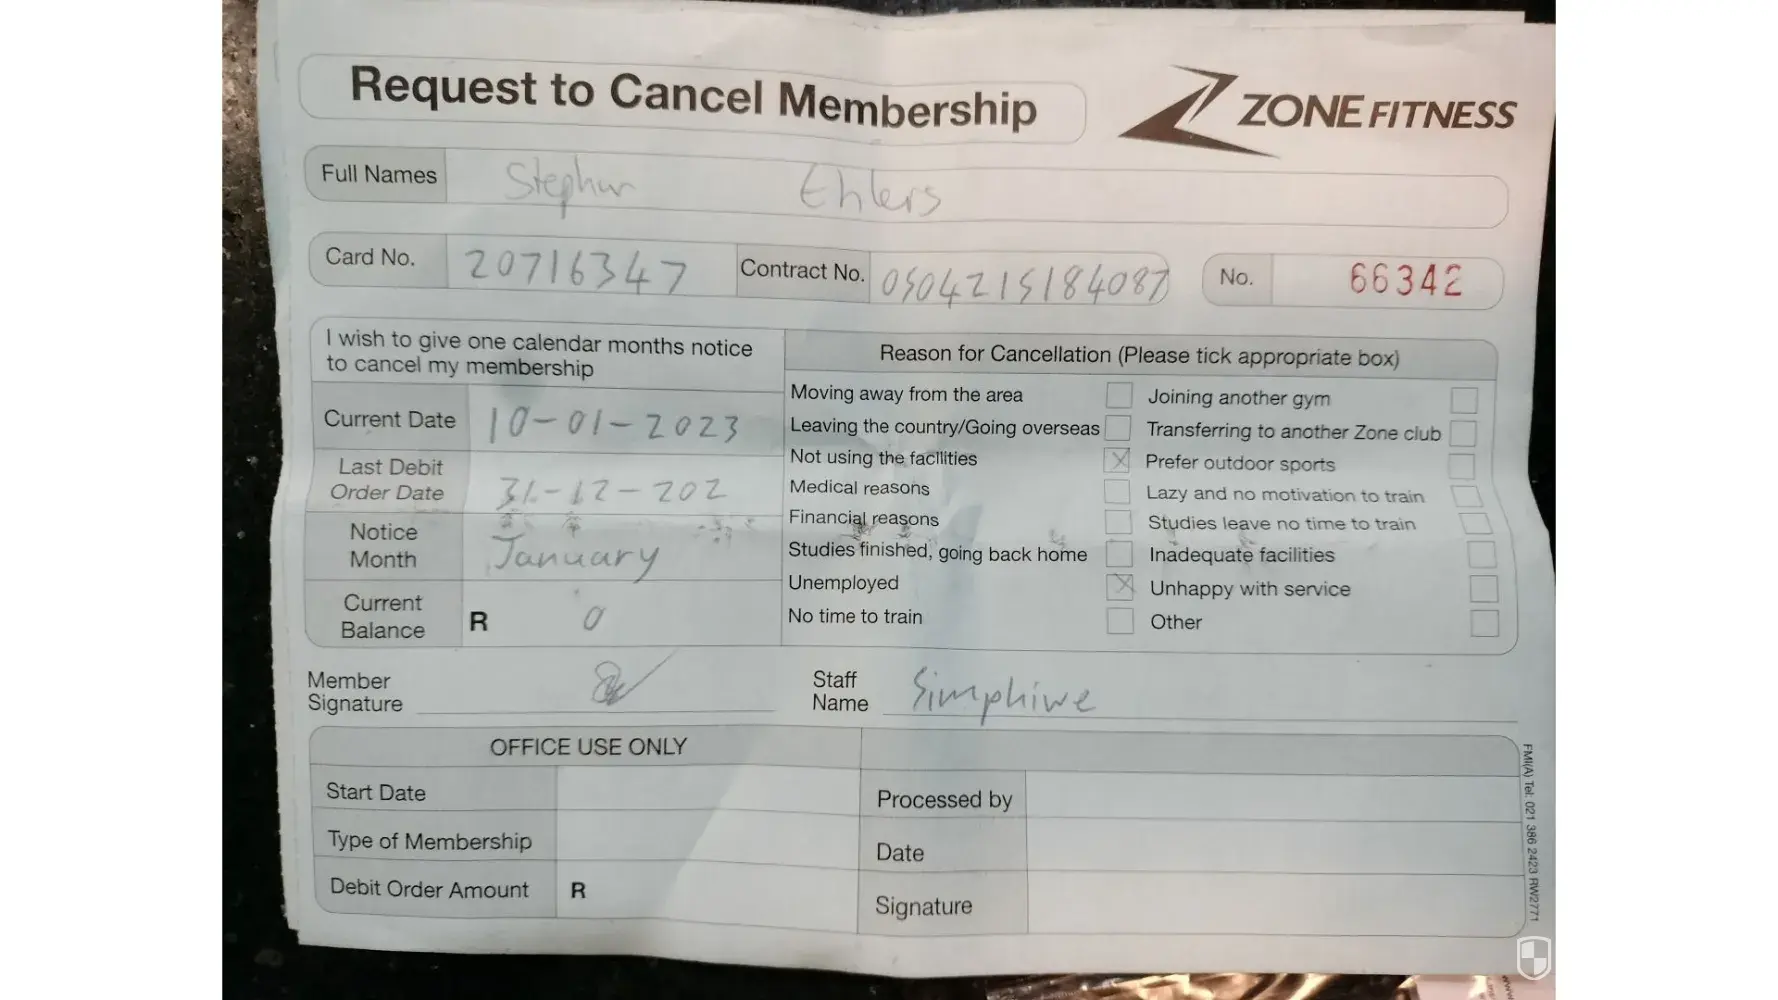 Request to Cancel Membership
ZONE FITNESS
Full Names Stephan Ehlers
Card No. 20716347 Contract No. 0504215184087 No. 66342
I wish to give one calendar months notice
to cancel my membership
Current Date 10-01-2023
Last Debit
Order Date 31-12-202
Notice
Month January
Current
Balance R 0
Reason for Cancellation (Please tick appropriate box)
Moving away from the area Joining another gym
Leaving the country/Going overseas Transferring to another Zone club
Not using the facilities X Prefer outdoor sports
Medical reasons Lazy and no motivation to train
Financial reasons Studies leave no time to train
Studies finished, going back home Inadequate facilities
Unemployed X Unhappy with service
No time to train Other
Member
Signature
Staff
Name Simphiwe
OFFICE USE ONLY
Start Date Processed by
Type of Membership Date
Debit Order Amount R Signature
FMI(A) Tel: 021 386 2423 RW2771